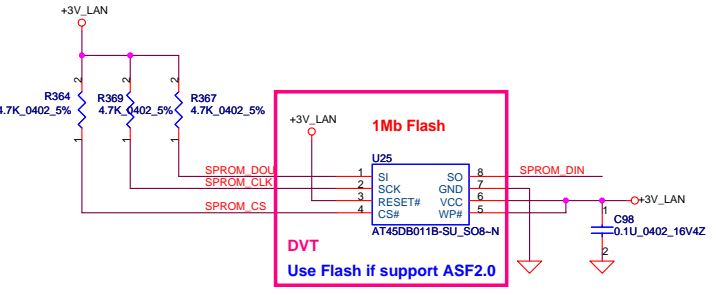 +3V_LAN
2
2
2
R364
R369
R367
4.7K_0402_5%
4.7K_0402_5%
4.7K_0402_5%
1
1
1
+3V_LAN
1Mb Flash
U25
SPROM_DOU
1
SI
SO
8
SPROM_DIN
SPROM_CLK
2
SCK
GND
7
3
RESET#
VCC
6
+3V_LAN
SPROM_CS
4
CS#
WP#
5
1
C98
AT45DB011B-SU_SO8~N
0.1U_0402_16V4Z
2
DVT
Use Flash if support ASF2.0